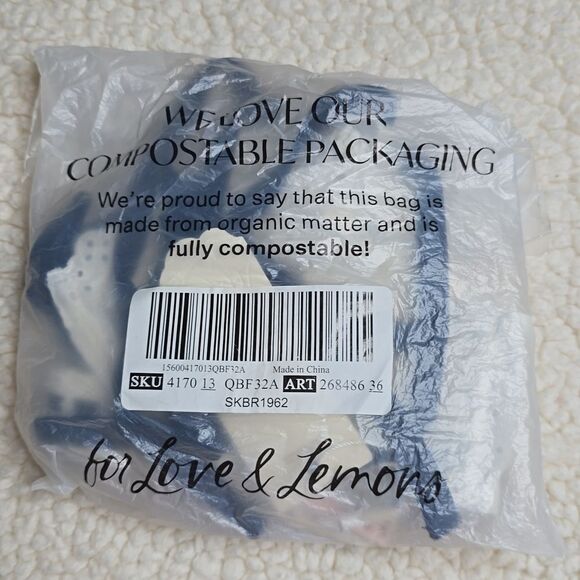 WE LOVE OUR
COMPOSTABLE PACKAGING
We're proud to say that this bag is
made from organic matter and is
fully compostable!
15600417013QBF32A Made in China
SKU 4170 13 QBF32A ART 268486 36
SKBR1962
for Love & Lemons